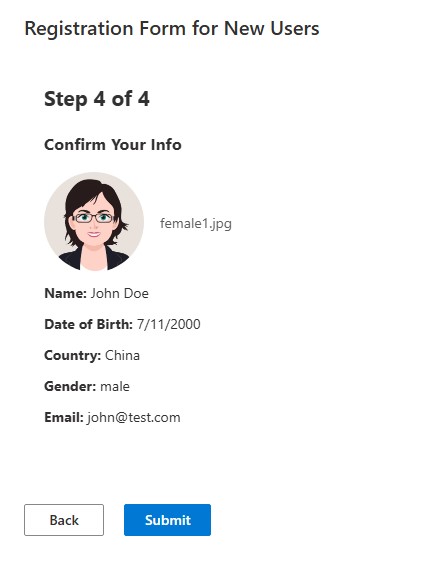 Registration Form for New Users
Step 4 of 4
Confirm Your Info
female1.jpg
Name: John Doe
Date of Birth: 7/11/2000
Country: China
Gender: male
Email: john@test.com
Back
Submit